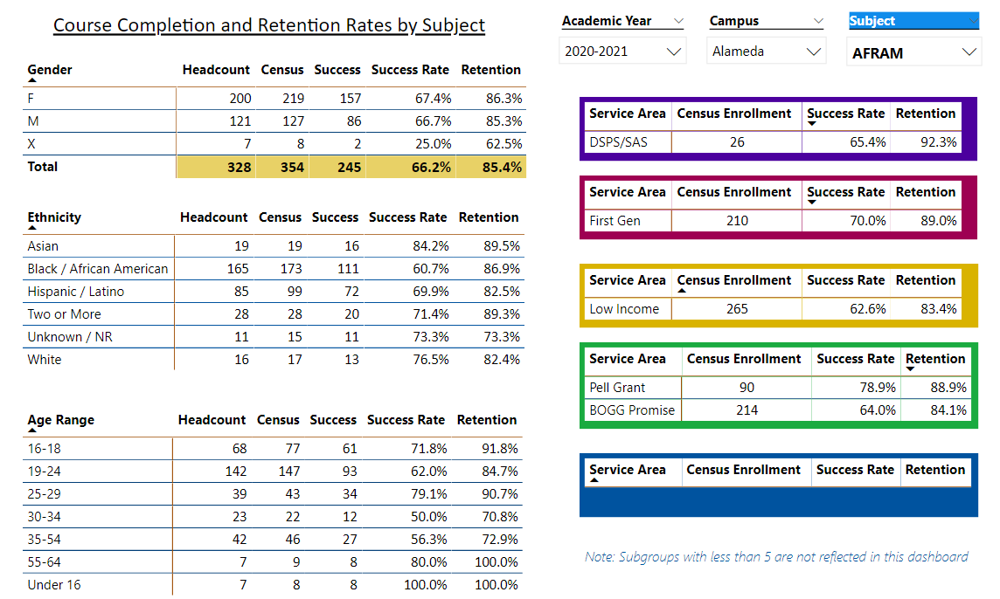 Course Completion and Retention Rates by Subject
Gender Headcount Census Success Success Rate Retention
F 200 219 157 67.4% 86.3%
M 121 127 86 66.7% 85.3%
X 7 8 2 25.0% 62.5%
Total 328 354 245 66.2% 85.4%
Ethnicity Headcount Census Success Success Rate Retention
Asian 19 19 16 84.2% 89.5%
Black / African American 165 173 111 60.7% 86.9%
Hispanic / Latino 85 99 72 69.9% 82.5%
Two or More 28 28 20 71.4% 89.3%
Unknown / NR 11 15 11 73.3% 73.3%
White 16 17 13 76.5% 82.4%
Age Range Headcount Census Success Success Rate Retention
16-18 68 77 61 71.8% 91.8%
19-24 142 147 93 62.0% 84.7%
25-29 39 43 34 79.1% 90.7%
30-34 23 22 12 50.0% 70.8%
35-54 42 46 27 56.3% 72.9%
55-64 7 9 8 80.0% 100.0%
Under 16 7 8 8 100.0% 100.0%
Academic Year Campus Subject
2020-2021 Alameda AFRAM
Service Area Census Enrollment Success Rate Retention
DSPS/SAS 26 65.4% 92.3%
Service Area Census Enrollment Success Rate Retention
First Gen 210 70.0% 89.0%
Service Area Census Enrollment Success Rate Retention
Low Income 265 62.6% 83.4%
Service Area Census Enrollment Success Rate Retention
Pell Grant 90 78.9% 88.9%
BOGG Promise 214 64.0% 84.1%
Service Area Census Enrollment Success Rate Retention
Note: Subgroups with less than 5 are not reflected in this dashboard